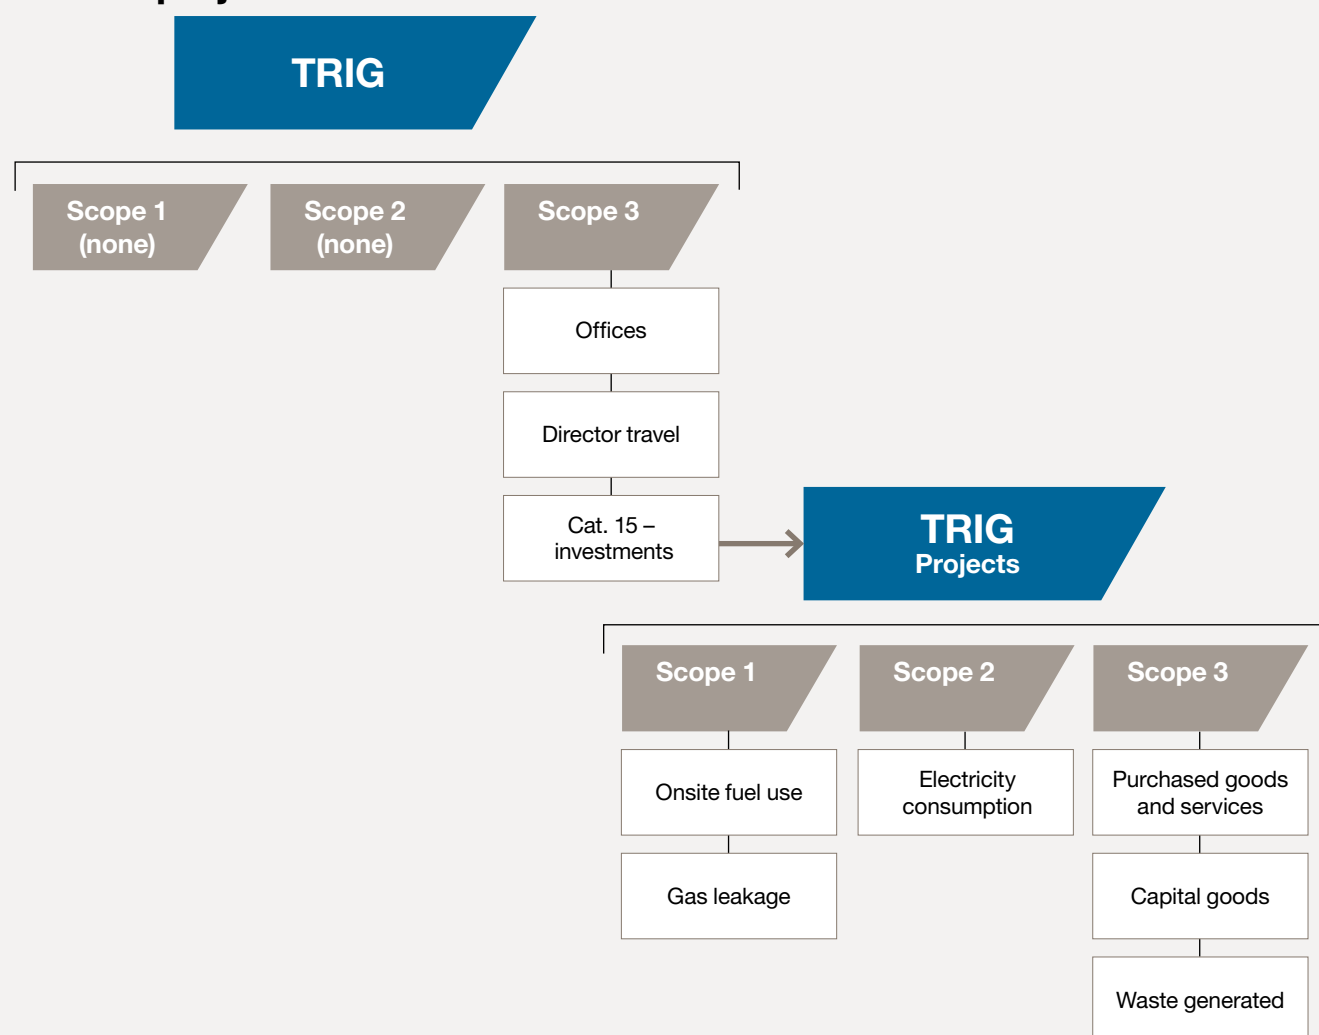 TRIG
Scope 1
(none)
Scope 2
(none)
Scope 3
Offices
Director travel
Cat. 15 –
investments
TRIG
Projects
Scope 1
Scope 2
Scope 3
Onsite fuel use
Electricity
consumption
Purchased goods
and services
Gas leakage
Capital goods
Waste generated